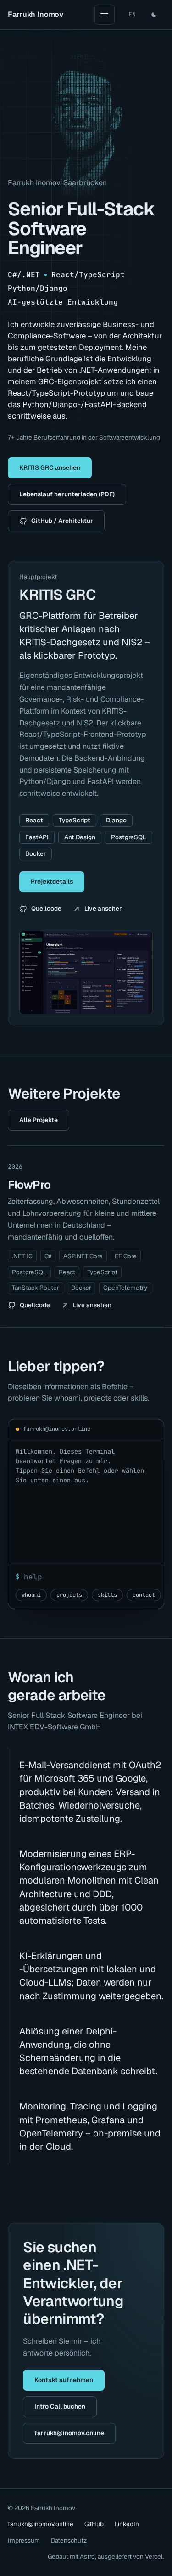 Farrukh Inomov
EN
Farrukh Inomov, Saarbrücken
Senior Full-Stack
Software
Engineer
C#/.NET • React/TypeScript
Python/Django
AI-gestützte Entwicklung
Ich entwickle zuverlässige Business- und
Compliance-Software – von der Architektur
bis zum getesteten Deployment. Meine
berufliche Grundlage ist die Entwicklung
und der Betrieb von .NET-Anwendungen; in
meinem GRC-Eigenprojekt setze ich einen
React/TypeScript-Prototyp um und baue
das Python/Django-/FastAPI-Backend
schrittweise aus.
7+ Jahre Berufserfahrung in der Softwareentwicklung
KRITIS GRC ansehen
Lebenslauf herunterladen (PDF)
GitHub / Architektur
Hauptprojekt
KRITIS GRC
GRC-Plattform für Betreiber
kritischer Anlagen nach
KRITIS-Dachgesetz und NIS2 –
als klickbarer Prototyp.
Eigenständiges Entwicklungsprojekt
für eine mandantenfähige
Governance-, Risk- und Compliance-
Plattform im Kontext von KRITIS-
Dachgesetz und NIS2. Der klickbare
React/TypeScript-Frontend-Prototyp
ist umgesetzt und nutzt fiktive
Demodaten. Die Backend-Anbindung
und persistente Speicherung mit
Python/Django und FastAPI werden
schrittweise entwickelt.
React TypeScript Django
FastAPI Ant Design PostgreSQL
Docker
Projektdetails
Quellcode Live ansehen
Übersicht
Weitere Projekte
Alle Projekte
2026
FlowPro
Zeiterfassung, Abwesenheiten, Stundenzettel
und Lohnvorbereitung für kleine und mittlere
Unternehmen in Deutschland –
mandantenfähig und quelloffen.
.NET 10 C# ASP.NET Core EF Core
PostgreSQL React TypeScript
TanStack Router Docker OpenTelemetry
Quellcode Live ansehen
Lieber tippen?
Dieselben Informationen als Befehle –
probieren Sie whoami, projects oder skills.
farrukh@inomov.online
Willkommen. Dieses Terminal
beantwortet Fragen zu mir.
Tippen Sie einen Befehl oder wählen
Sie unten einen aus.
$ help
whoami projects skills contact
Woran ich
gerade arbeite
Senior Full Stack Software Engineer bei
INTEX EDV-Software GmbH
E-Mail-Versanddienst mit OAuth2
für Microsoft 365 und Google,
produktiv bei Kunden: Versand in
Batches, Wiederholversuche,
idempotente Zustellung.
Modernisierung eines ERP-
Konfigurationswerkzeugs zum
modularen Monolithen mit Clean
Architecture und DDD,
abgesichert durch über 1000
automatisierte Tests.
KI-Erklärungen und
-Übersetzungen mit lokalen und
Cloud-LLMs; Daten werden nur
nach Zustimmung weitergegeben.
Ablösung einer Delphi-
Anwendung, die ohne
Schemaänderung in die
bestehende Datenbank schreibt.
Monitoring, Tracing und Logging
mit Prometheus, Grafana und
OpenTelemetry – on-premise und
in der Cloud.
Sie suchen
einen .NET-
Entwickler, der
Verantwortung
übernimmt?
Schreiben Sie mir – ich
antworte persönlich.
Kontakt aufnehmen
Intro Call buchen
farrukh@inomov.online
© 2026 Farrukh Inomov
farrukh@inomov.online GitHub LinkedIn
Impressum Datenschutz
Gebaut mit Astro, ausgeliefert von Vercel.